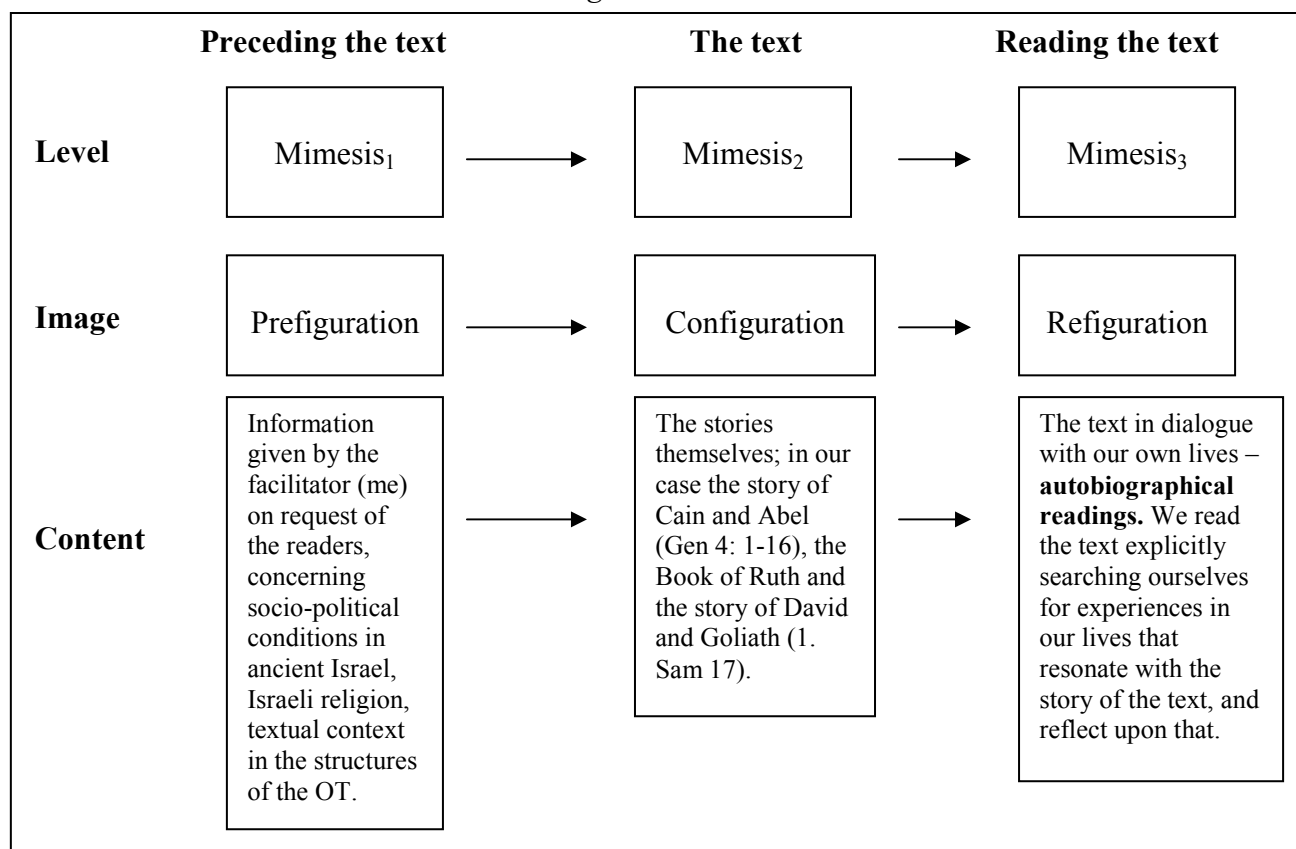 Preceding the text
The text
Reading the text
Level
Mimesis₁
Mimesis₂
Mimesis₃
Image
Prefiguration
Configuration
Refiguration
Content
Information
given by the
facilitator (me)
on request of
the readers,
concerning
socio-political
conditions in
ancient Israel,
Israeli religion,
textual context
in the structures
of the OT.
The stories
themselves; in our
case the story of
Cain and Abel
(Gen 4: 1-16), the
Book of Ruth and
the story of David
and Goliath (1.
Sam 17).
The text in dialogue
with our own lives –
autobiographical
readings. We read
the text explicitly
searching ourselves
for experiences in
our lives that
resonate with the
story of the text, and
reflect upon that.